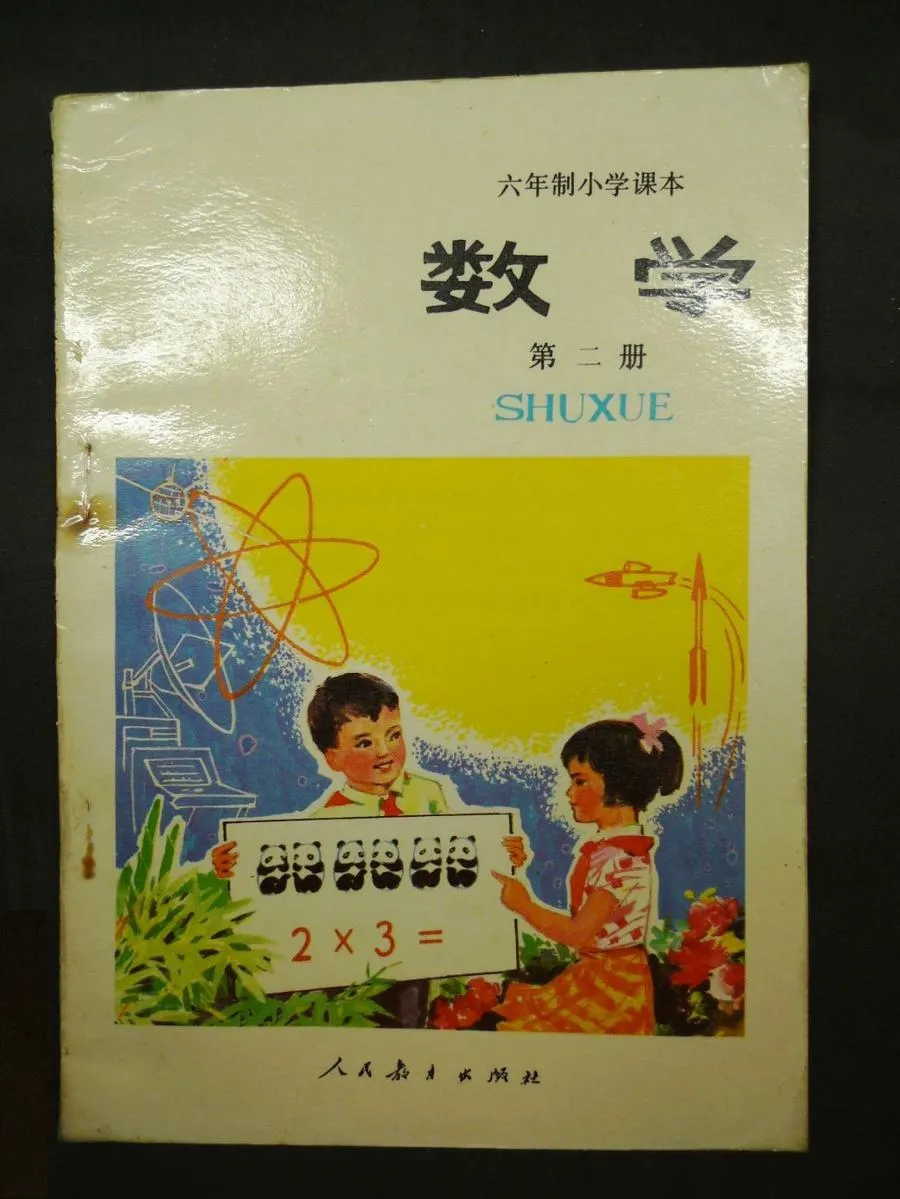 六年制小学课本
数学
第二册
SHUXUE
2 × 3 =
人民教育出版社